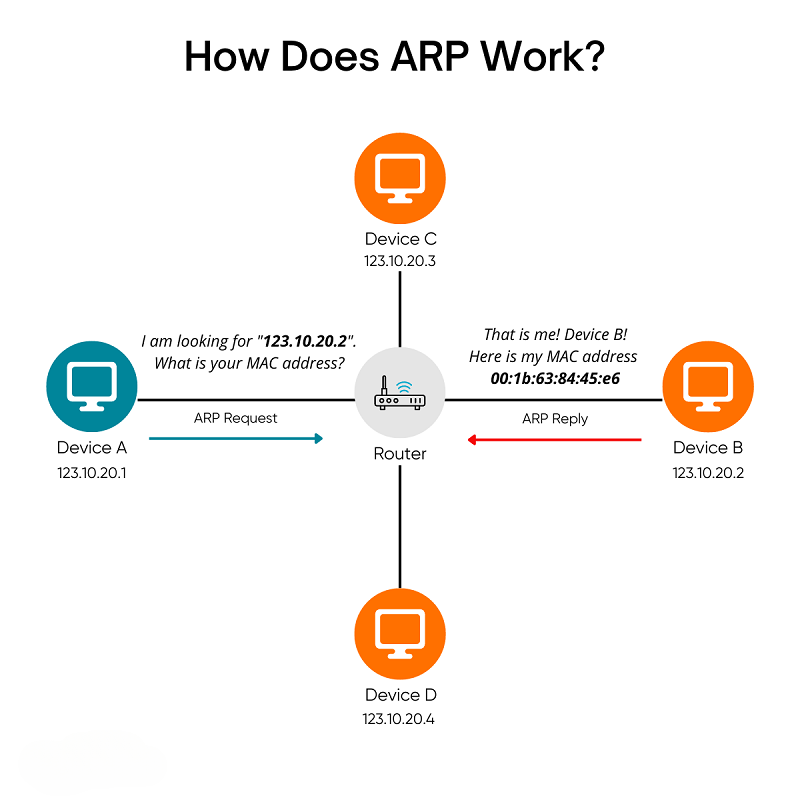 How Does ARP Work?
Device C
123.10.20.3
I am looking for "123.10.20.2".
What is your MAC address?
That is me! Device B!
Here is my MAC address
00:1b:63:84:45:e6
ARP Request
ARP Reply
Device A
123.10.20.1
Router
Device B
123.10.20.2
Device D
123.10.20.4